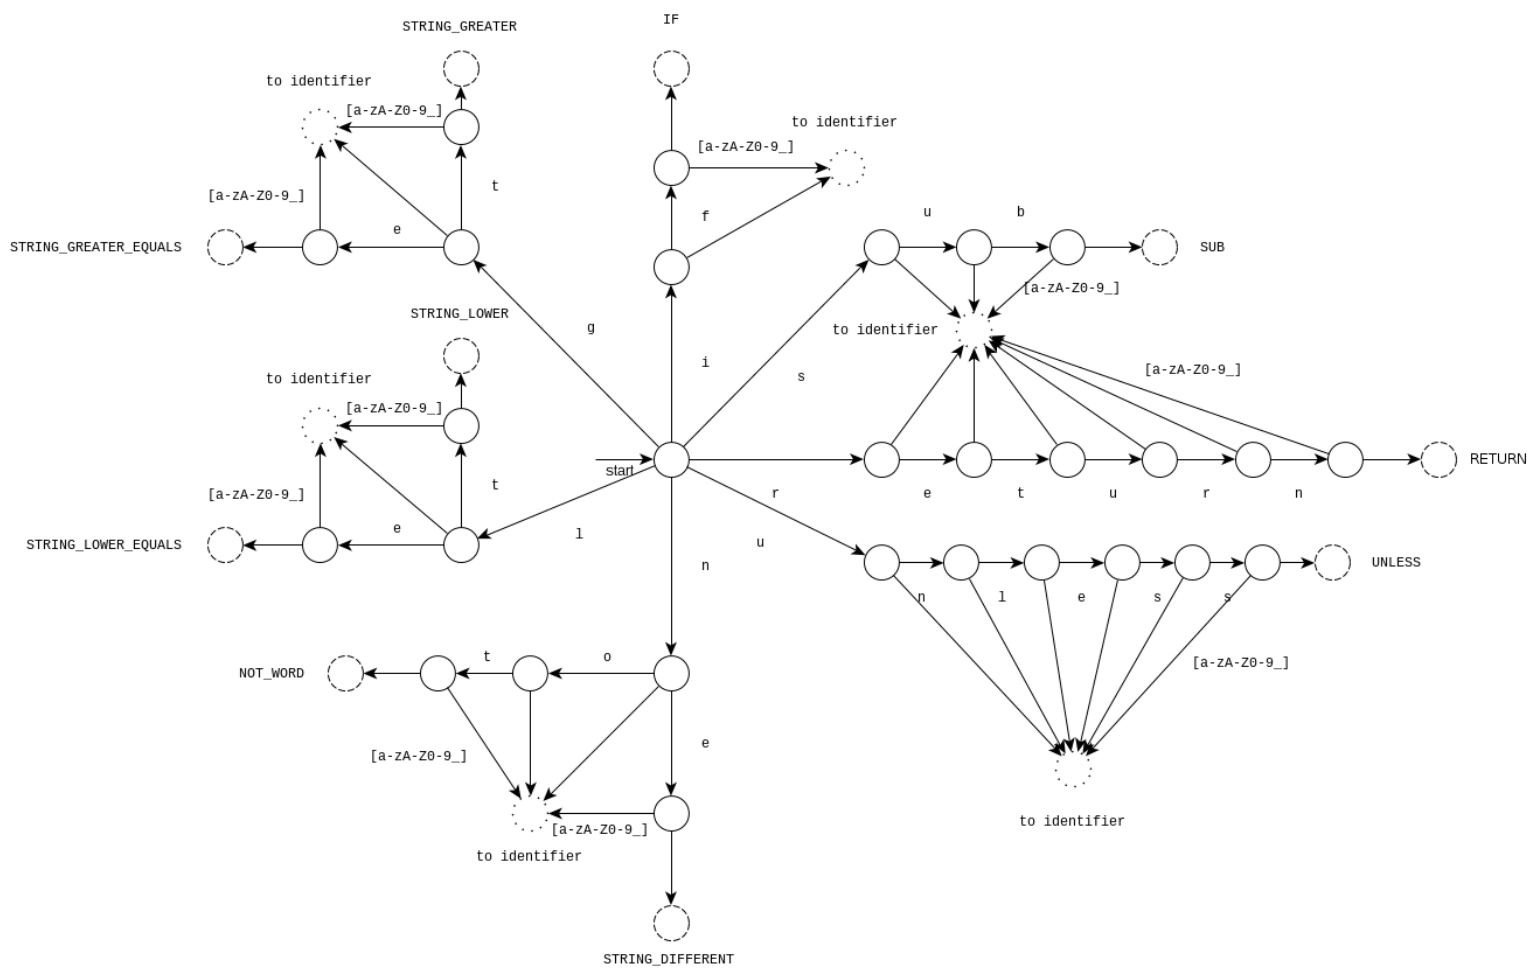 IF
STRING_GREATER
to identifier
[a-zA-Z0-9_]
to identifier
[a-zA-Z0-9_]
t
[a-zA-Z0-9_]
u
b
f
e
STRING_GREATER_EQUALS
SUB
[a-zA-Z0-9_]
STRING_LOWER
g
to identifier
i
[a-zA-Z0-9_]
s
to identifier
[a-zA-Z0-9_]
start
RETURN
t
[a-zA-Z0-9_]
r
e
t
u
r
n
e
l
u
STRING_LOWER_EQUALS
n
UNLESS
n
l
e
s
s
t
o
NOT_WORD
[a-zA-Z0-9_]
e
[a-zA-Z0-9_]
[a-zA-Z0-9_]
to identifier
to identifier
STRING_DIFFERENT